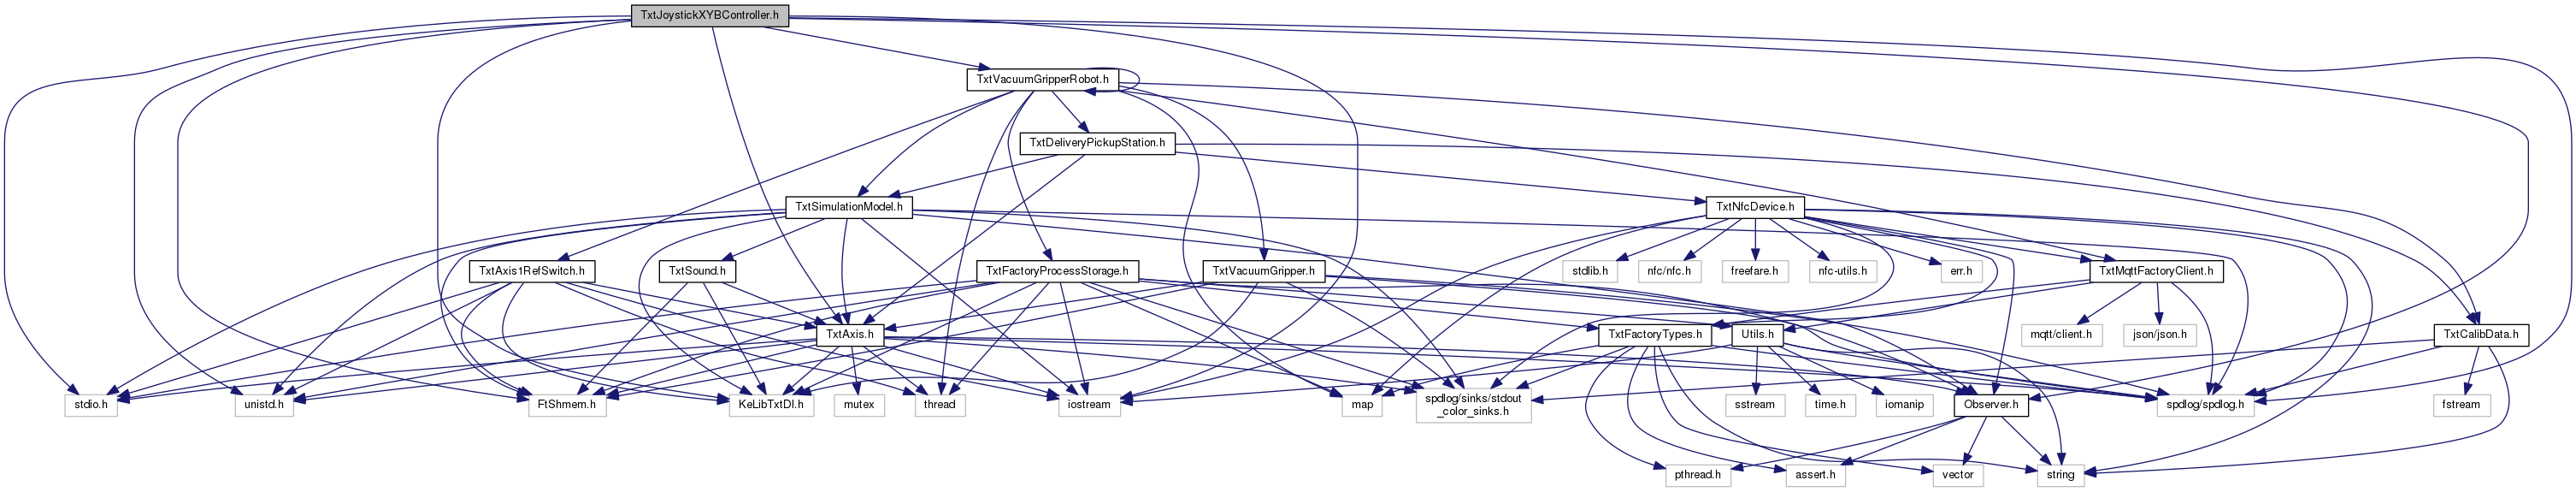 TxtJoystickXYBController.h
TxtVacuumGripperRobot.h
TxtDeliveryPickupStation.h
TxtSimulationModel.h
TxtNfcDevice.h
TxtAxis1RefSwitch.h
TxtSound.h
TxtFactoryProcessStorage.h
TxtVacuumGripper.h
stdlib.h
nfc/nfc.h
freefare.h
nfc-utils.h
err.h
TxtMqttFactoryClient.h
TxtAxis.h
TxtFactoryTypes.h
Utils.h
mqtt/client.h
json/json.h
TxtCalibData.h
stdio.h
unistd.h
FtShmem.h
KeLibTxtDl.h
mutex
thread
iostream
map
spdlog/sinks/stdout
_color_sinks.h
sstream
time.h
iomanip
Observer.h
spdlog/spdlog.h
fstream
pthread.h
assert.h
vector
string